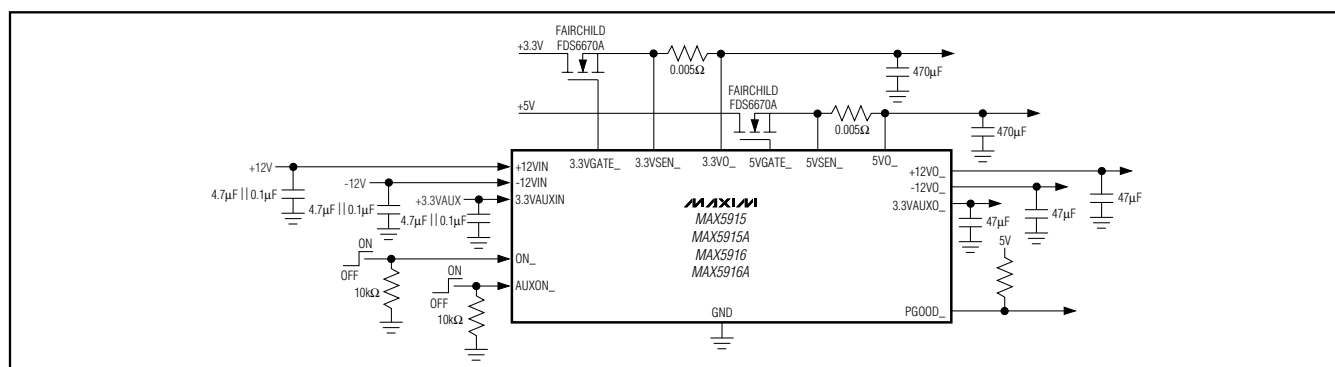 FAIRCHILD
FDS6670A
+3.3V
0.005Ω
470µF
FAIRCHILD
FDS6670A
+5V
0.005Ω
470µF
3.3VGATE_
3.3VSEN_
3.3VO_
5VGATE_
5VSEN_
5VO_
+12V
+12VIN
4.7µF||0.1µF
-12V
-12VIN
4.7µF||0.1µF
+3.3VAUX
3.3VAUXIN
4.7µF||0.1µF
MAXIM
MAX5915
MAX5915A
MAX5916
MAX5916A
+12VO_
-12VO_
3.3VAUXO_
47µF
47µF
47µF
ON
OFF
ON_
10kΩ
ON
OFF
AUXON_
10kΩ
GND
5V
PGOOD_